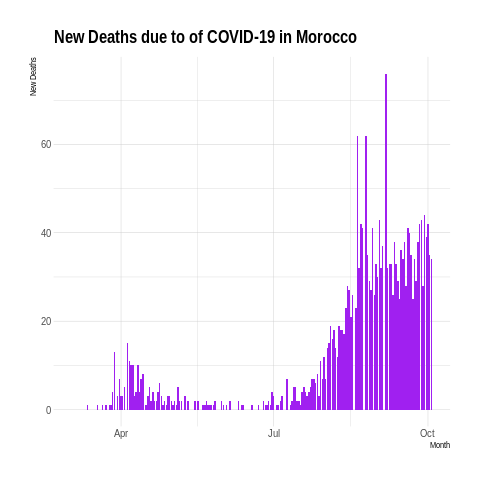 New Deaths due to of COVID-19 in Morocco
New Deaths
60
40
20
0
Apr
Jul
Oct
Month